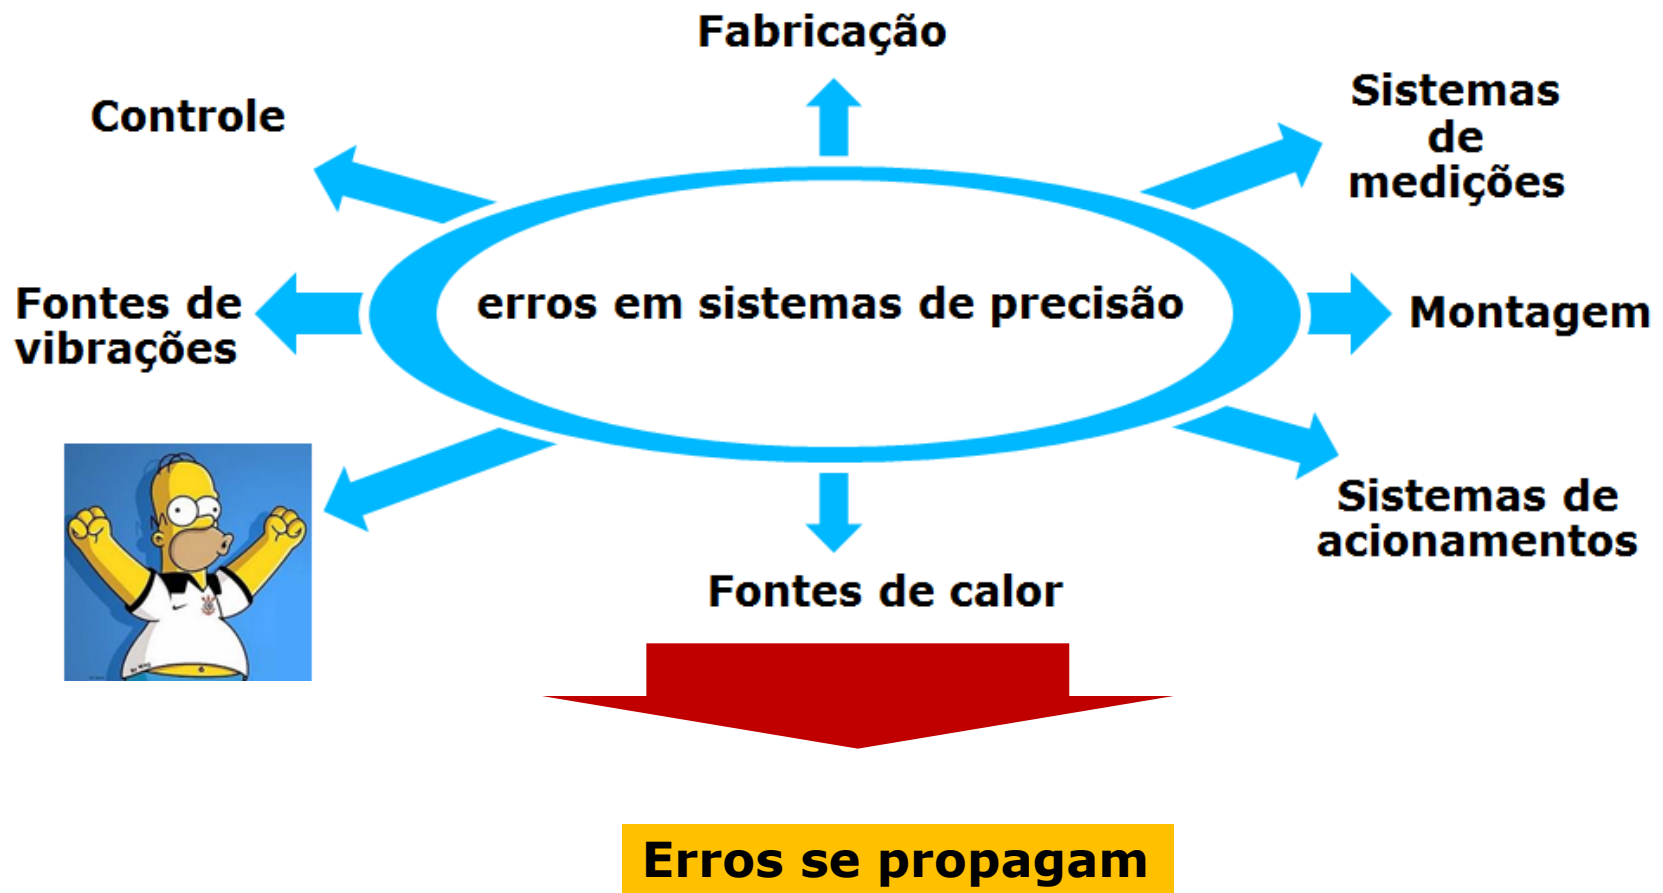 Fabricação
Controle
Sistemas
de
medições
Fontes de
vibrações
erros em sistemas de precisão
Montagem
Sistemas de
acionamentos
Fontes de calor
Erros se propagam